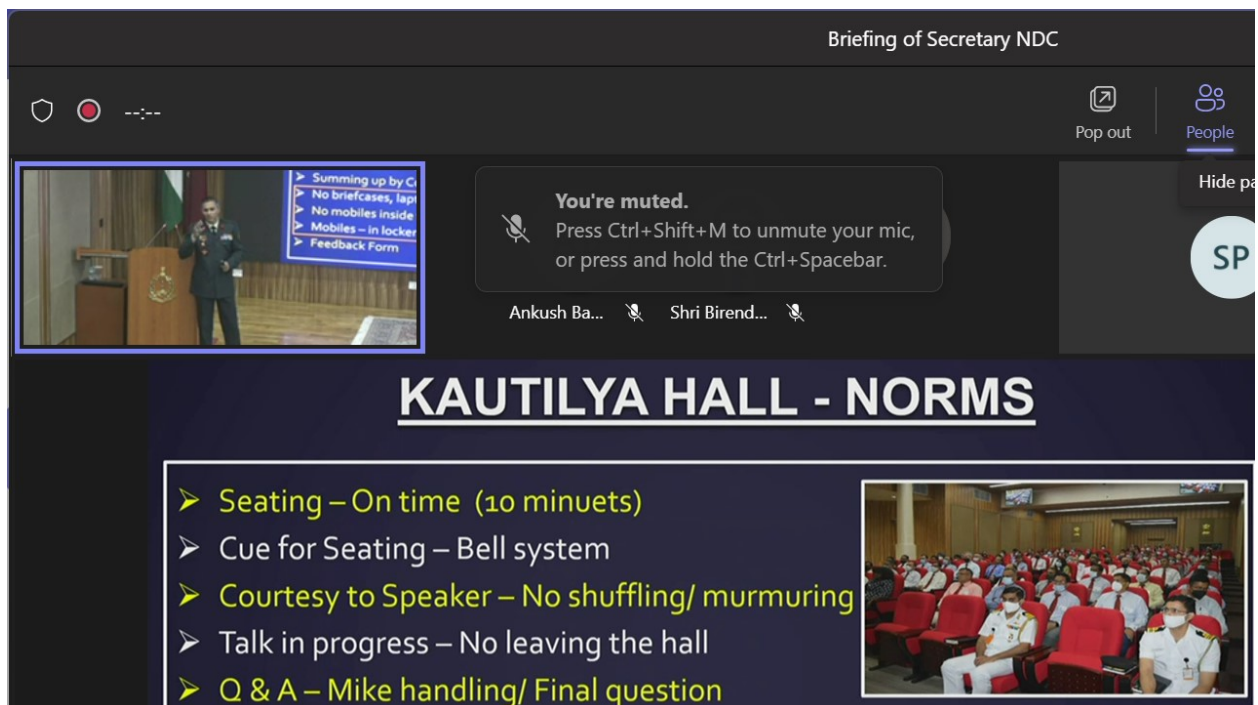 Briefing of Secretary NDC
--:--
Pop out
People
Hide pa
Summing up by C
No briefcases, lap
No mobiles inside
Mobiles – in locker
Feedback Form
You're muted.
Press Ctrl+Shift+M to unmute your mic,
or press and hold the Ctrl+Spacebar.
SP
Ankush Ba...
Shri Birend...
KAUTILYA HALL - NORMS
➢ Seating – On time (10 minuets)
➢ Cue for Seating – Bell system
➢ Courtesy to Speaker – No shuffling/ murmuring
➢ Talk in progress – No leaving the hall
➢ Q & A – Mike handling/ Final question